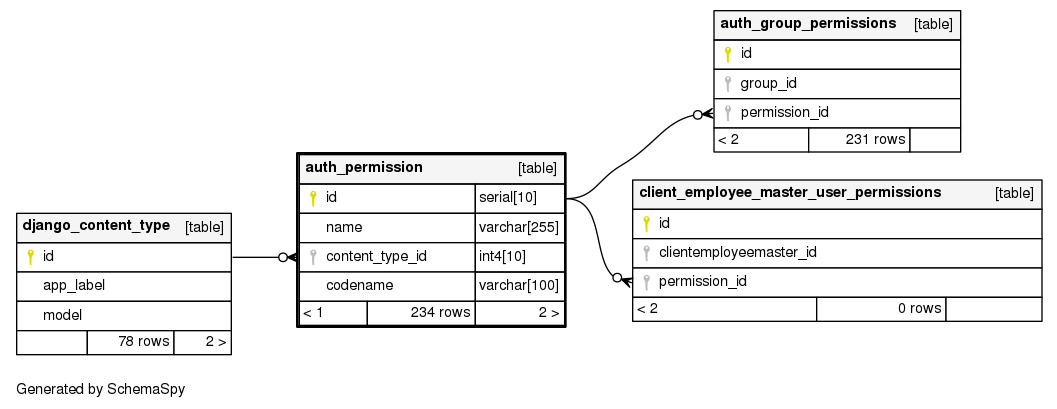 auth_group_permissions [table]
id
group_id
permission_id
< 2 231 rows
auth_permission [table]
id serial[10]
name varchar[255]
content_type_id int4[10]
codename varchar[100]
< 1 234 rows 2 >
client_employee_master_user_permissions [table]
id
clientemployeemaster_id
permission_id
< 2 0 rows
django_content_type [table]
id
app_label
model
78 rows 2 >
Generated by SchemaSpy